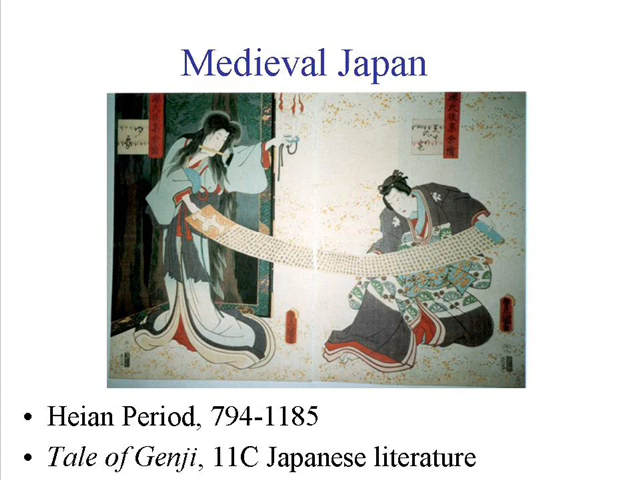 Medieval Japan
• Heian Period, 794-1185
• Tale of Genji, 11C Japanese literature